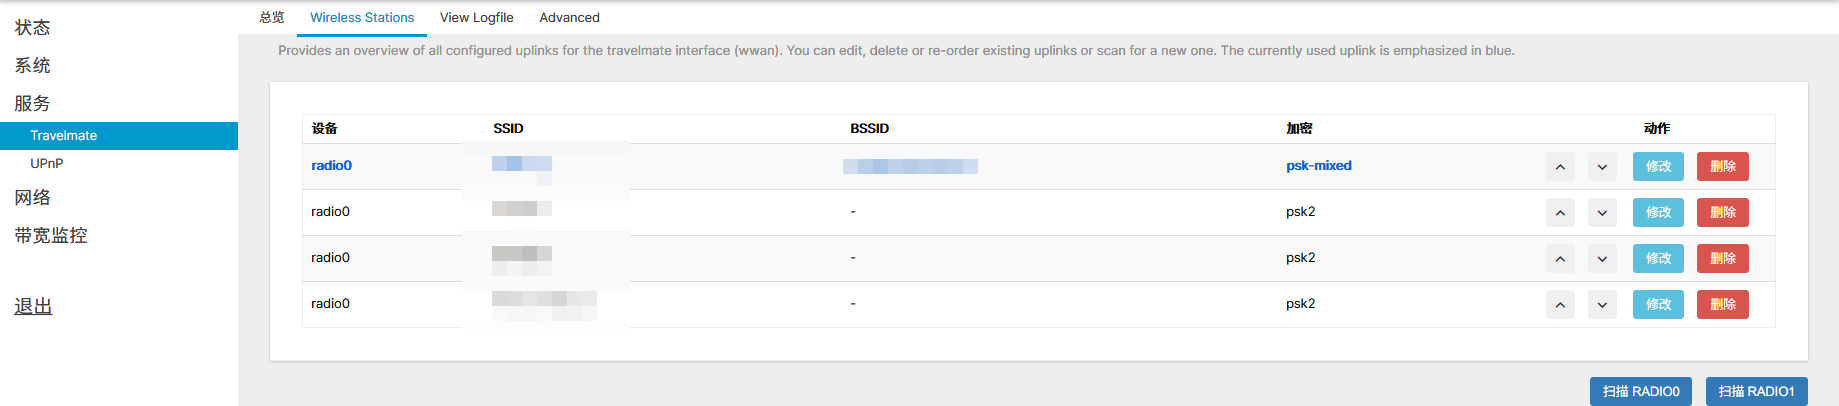 状态
系统
服务
Travelmate
UPnP
网络
带宽监控
退出
总览 Wireless Stations View Logfile Advanced
Provides an overview of all configured uplinks for the travelmate interface (wwan). You can edit, delete or re-order existing uplinks or scan for a new one. The currently used uplink is emphasized in blue.
设备 SSID BSSID 加密 动作
radio0 psk-mixed 修改 删除
radio0 - psk2 修改 删除
radio0 - psk2 修改 删除
radio0 - psk2 修改 删除
扫描 RADIO0 扫描 RADIO1